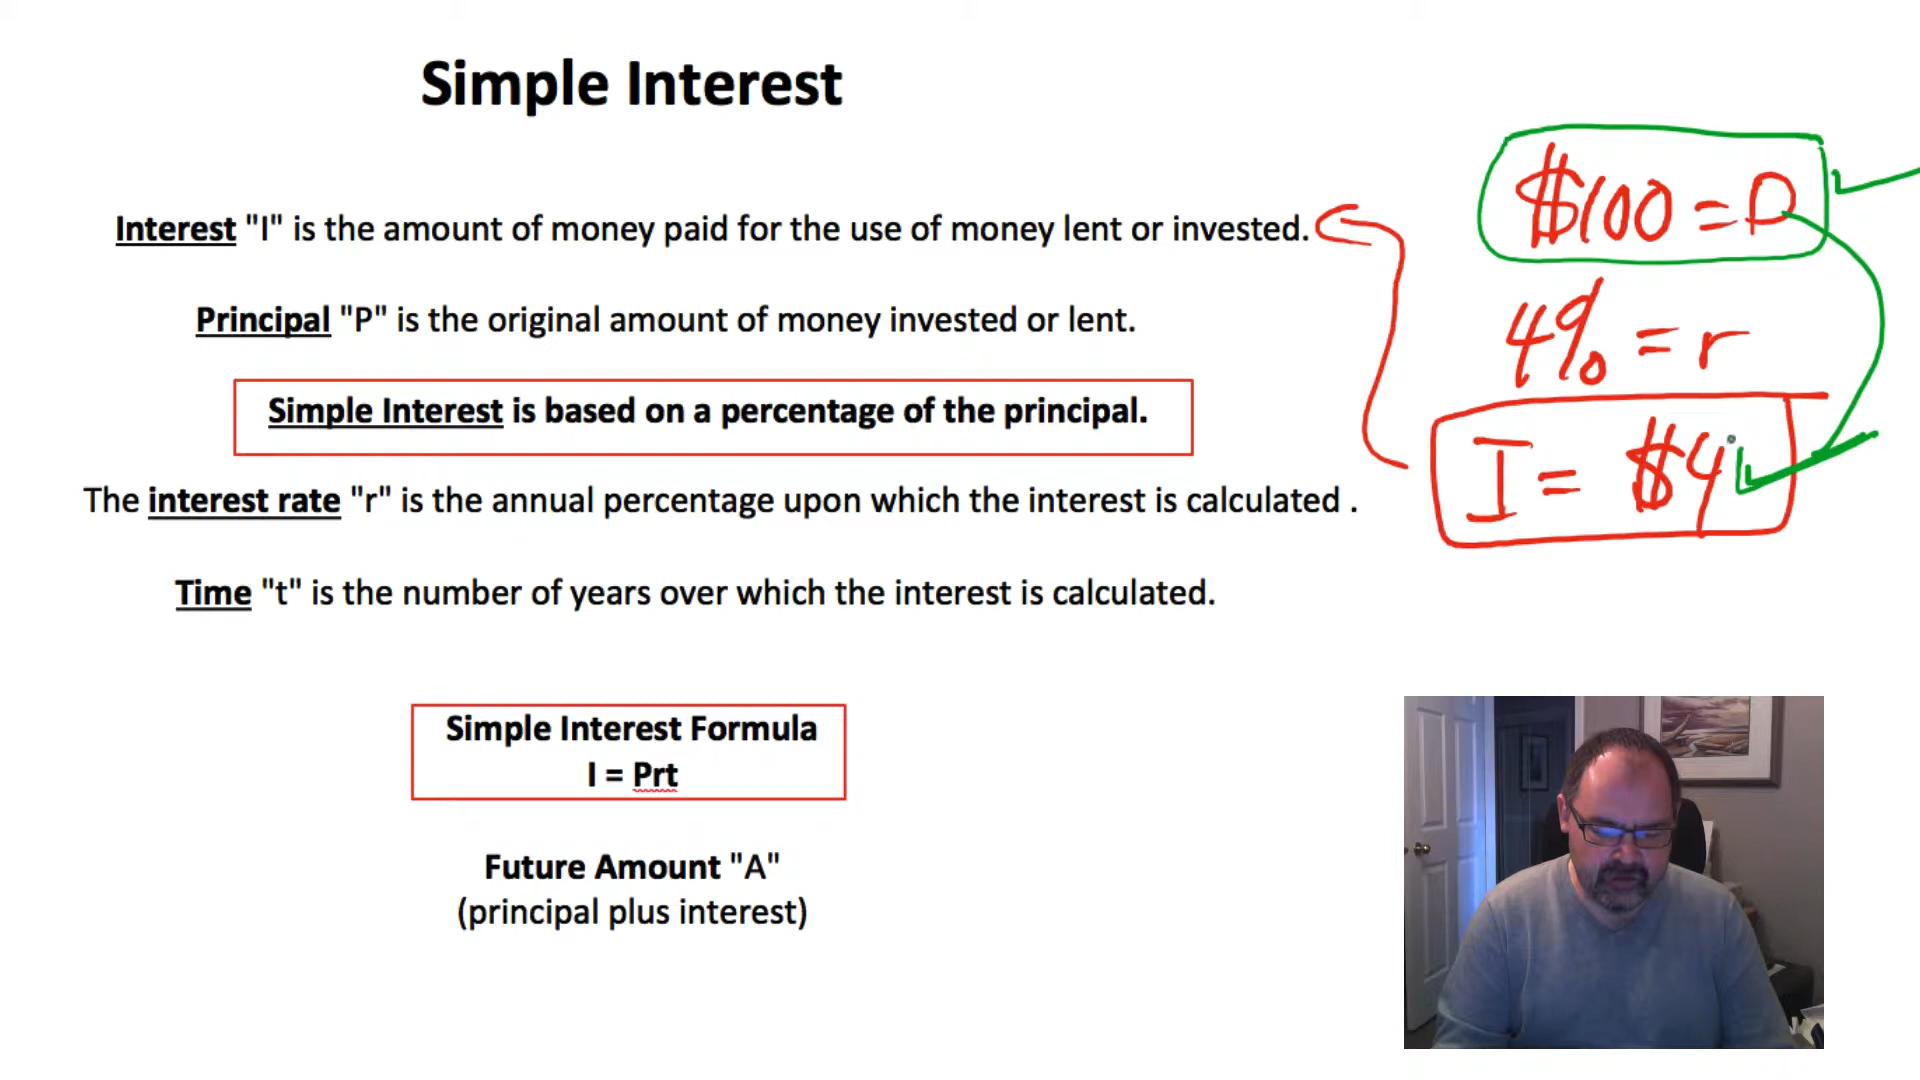 Simple Interest
$100 = P
Interest "I" is the amount of money paid for the use of money lent or invested.
Principal "P" is the original amount of money invested or lent.
4% = r
Simple Interest is based on a percentage of the principal.
I = $4
The interest rate "r" is the annual percentage upon which the interest is calculated .
Time "t" is the number of years over which the interest is calculated.
Simple Interest Formula
I = Prt
Future Amount "A"
(principal plus interest)